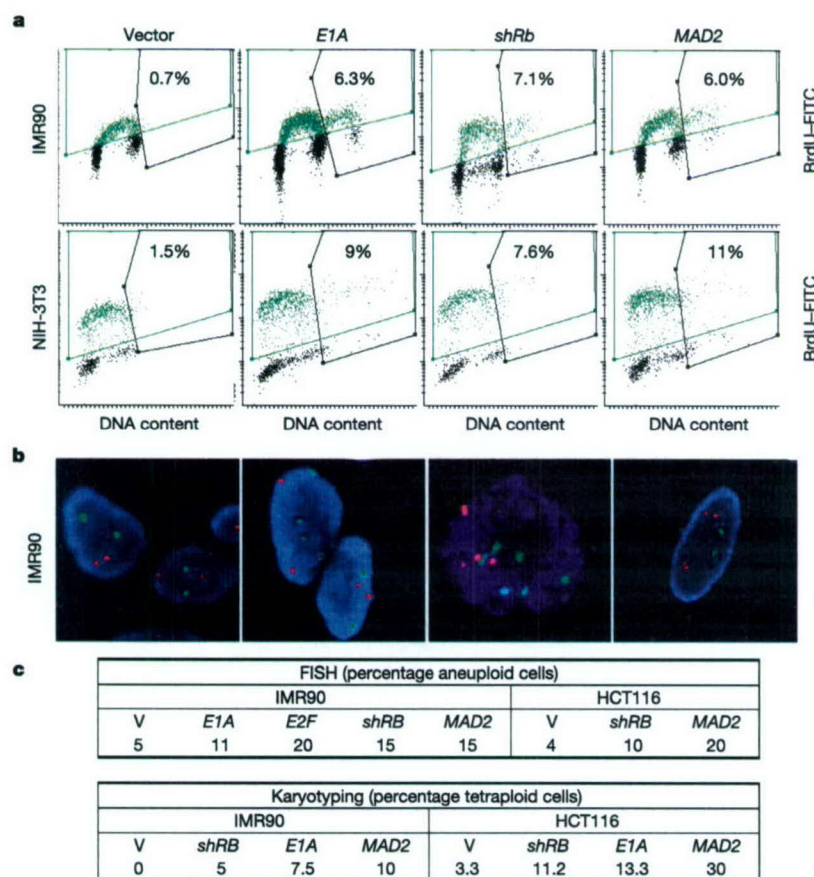 a
Vector E1A shRb MAD2
IMR90 0.7% 6.3% 7.1% 6.0% BrdU–FITC
NIH-3T3 1.5% 9% 7.6% 11% BrdU–FITC
DNA content DNA content DNA content DNA content
b
IMR90
c
FISH (percentage aneuploid cells)
IMR90 HCT116
V E1A E2F shRB MAD2 V shRB MAD2
5 11 20 15 15 4 10 20
Karyotyping (percentage tetraploid cells)
IMR90 HCT116
V shRB E1A MAD2 V shRB E1A MAD2
0 5 7.5 10 3.3 11.2 13.3 30